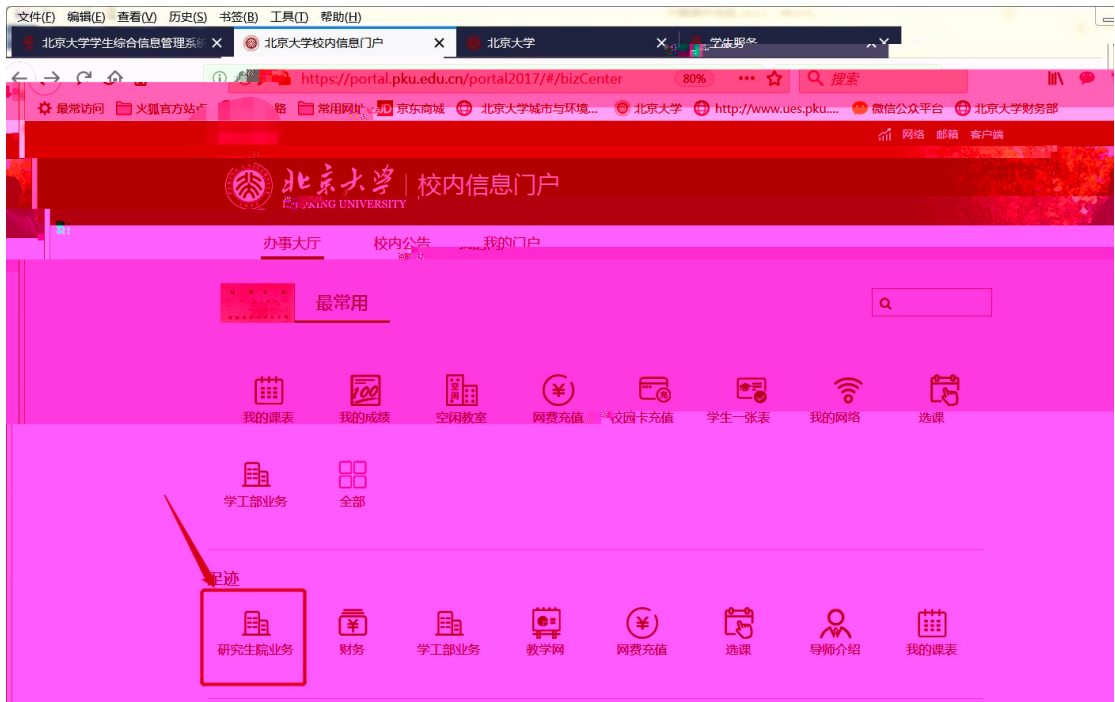 文件(F) 编辑(E) 查看(V) 历史(S) 书签(B) 工具(T) 帮助(H)
北京大学学生综合信息管理系统 北京大学校内信息门户 北京大学
https://portal.pku.edu.cn/portal2017/#/bizCenter 80% 搜索
最常访问 火狐官方站点 常用网址 JD 京东商城 北京大学城市与环境... 北京大学 http://www.ues.pku.... 微信公众平台 北京大学财务部
网络 邮箱 客户端
北京大学 校内信息门户
PEKING UNIVERSITY
办事大厅 校内公告 我的门户
最常用
我的课表 我的成绩 空闲教室 网费充值 校园卡充值 学生一张表 我的网络 选课
学工部业务 全部
足迹
研究生院业务 财务 学工部业务 教学网 网费充值 选课 导师介绍 我的课表